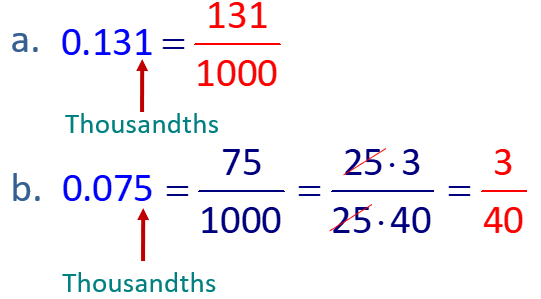 a. 0.131 = 131/1000
Thousandths
b. 0.075 = 75/1000 = 25·3/25·40 = 3/40
Thousandths